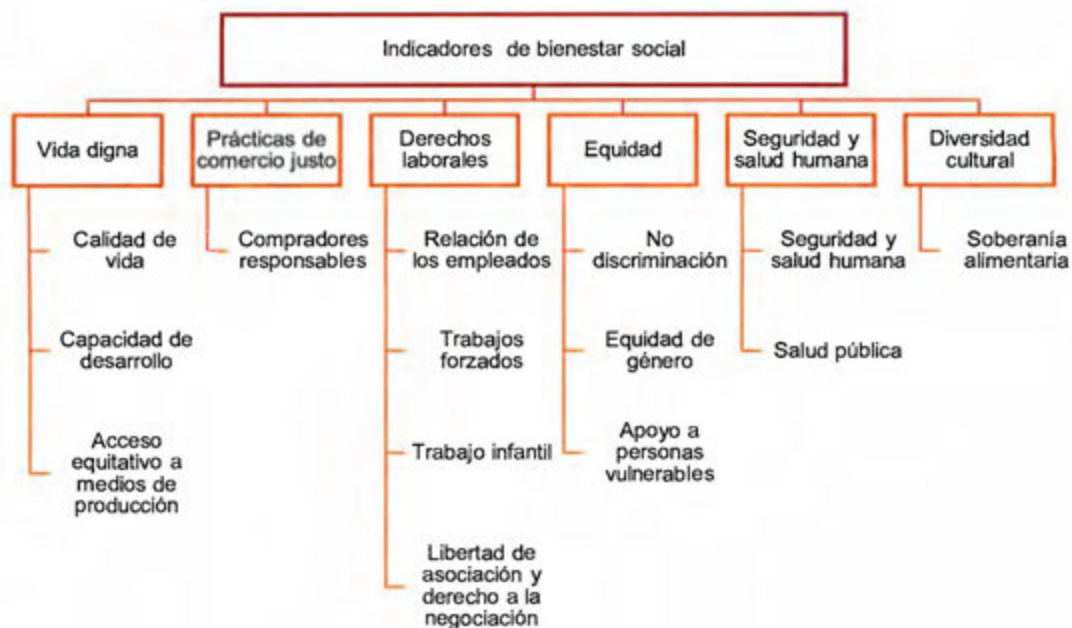 Indicadores de bienestar social
Vida digna
Calidad de
vida
Capacidad de
desarrollo
Acceso
equitativo a
medios de
producción
Prácticas de
comercio justo
Compradores
responsables
Derechos
laborales
Relación de
los empleados
Trabajos
forzados
Trabajo infantil
Libertad de
asociación y
derecho a la
negociación
Equidad
No
discriminación
Equidad de
género
Apoyo a
personas
vulnerables
Seguridad y
salud humana
Seguridad y
salud humana
Salud pública
Diversidad
cultural
Soberanía
alimentaria